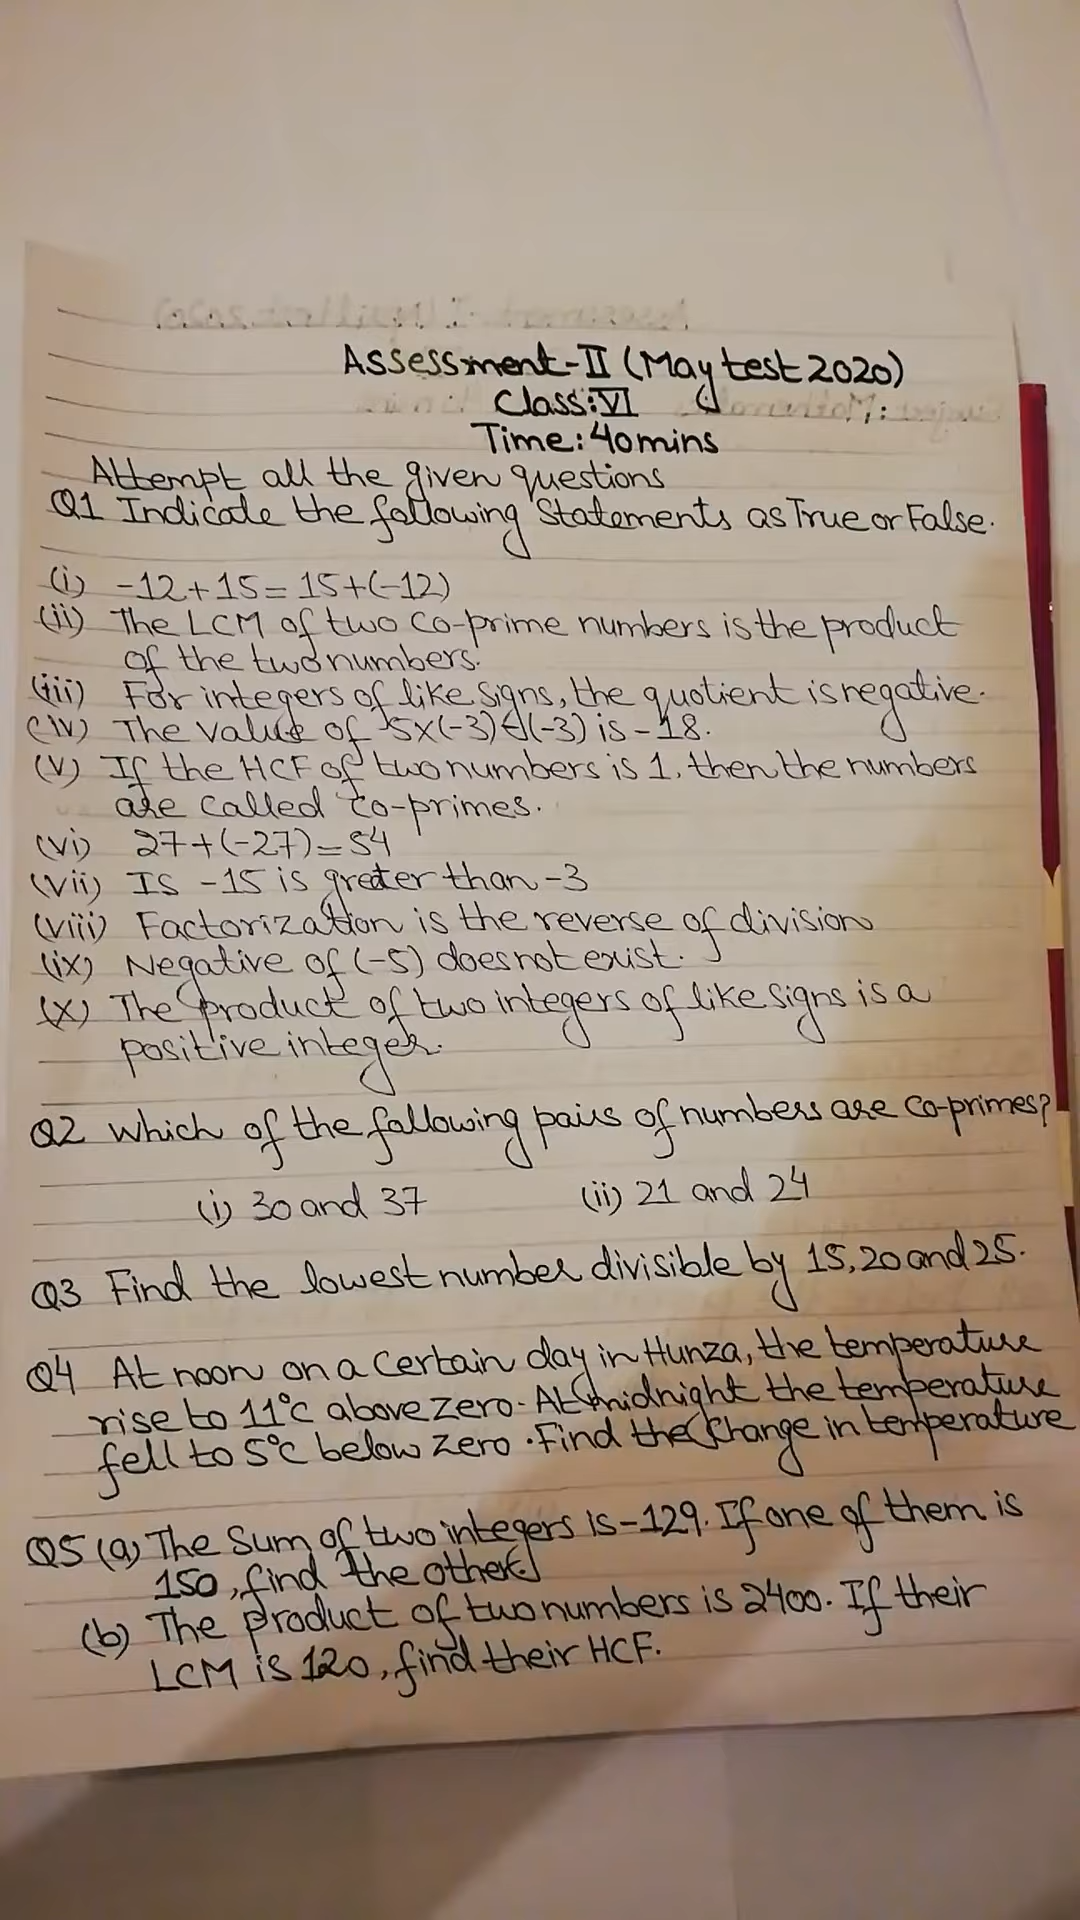 Assessment-II (May test 2020)
Class:VI
Time: 40mins
Attempt all the given questions
Q1 Indicate the following Statements as True or False.
(i) -12+15=15+(-12)
(ii) The LCM of two co-prime numbers is the product
of the two numbers.
(iii) For integers of like signs, the quotient is negative.
(iv) The value of 5x(-3) (-3) is -18.
(v) If the HCF of two numbers is 1, then the numbers
are called co-primes.
(vi) 27+(-27)=54
(vii) Is -15 is greater than -3
(viii) Factorization is the reverse of division
(ix) Negative of (-5) does not exist.
(x) The product of two integers of like signs is a
positive integer.
Q2 which of the following pairs of numbers are co-primes?
(i) 30 and 37 (ii) 21 and 24
Q3 Find the lowest number divisible by 15, 20 and 25.
Q4 At noon on a certain day in Hunza, the temperature
rise to 11°c above zero. At midnight the temperature
fell to 5°c below zero. Find the change in temperature
Q5 (a) The Sum of two integers is -129. If one of them is
150, find the other.
(b) The product of two numbers is 2400. If their
LCM is 120, find their HCF.